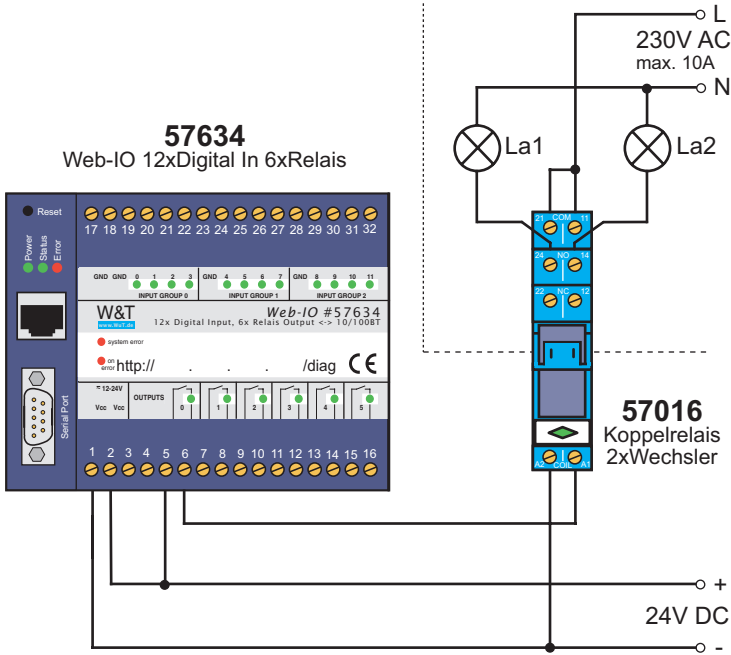 L
230V AC
max. 10A
N
57634
Web-IO 12xDigital In 6xRelais
La1
La2
Reset
Power
Status
Error
17 18 19 20 21 22 23 24 25 26 27 28 29 30 31 32
GND GND 0 1 2 3 GND 4 5 6 7 GND 8 9 10 11
INPUT GROUP 0 INPUT GROUP 1 INPUT GROUP 2
W&T
www.WuT.de
Web-IO #57634
12x Digital Input, 6x Relais Output <-> 10/100BT
system error
on error
http:// . . . /diag CE
Serial Port
≂ 12-24V
Vcc Vcc
OUTPUTS
0 1 2 3 4 5
1 2 3 4 5 6 7 8 9 10 11 12 13 14 15 16
21 COM 11
24 NO 14
22 NC 12
A2 COIL A1
57016
Koppelrelais
2xWechsler
+
24V DC
-